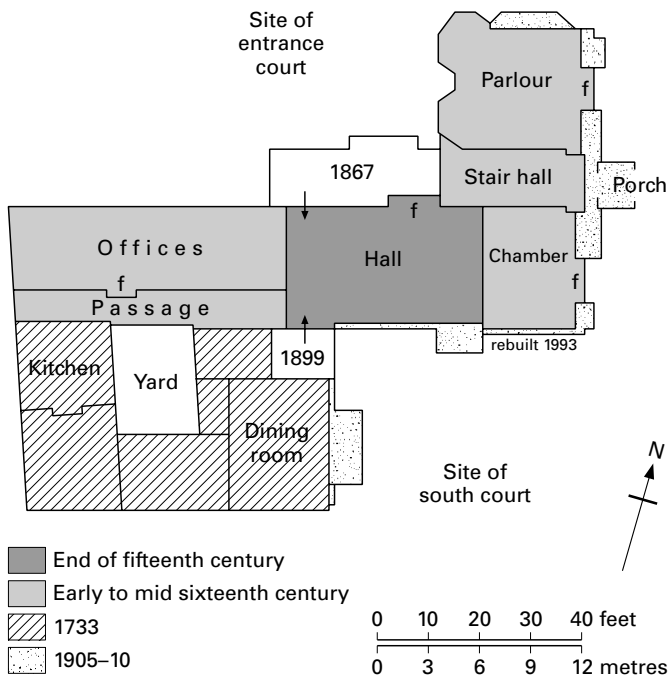 Site of
entrance
court
Parlour
f
1867
Stair hall
Porch
f
Offices
Hall
Chamber
f
f
Passage
Kitchen
Yard
1899
rebuilt 1993
Dining
room
Site of
south court
N
End of fifteenth century
Early to mid sixteenth century
1733
1905–10
0 10 20 30 40 feet
0 3 6 9 12 metres